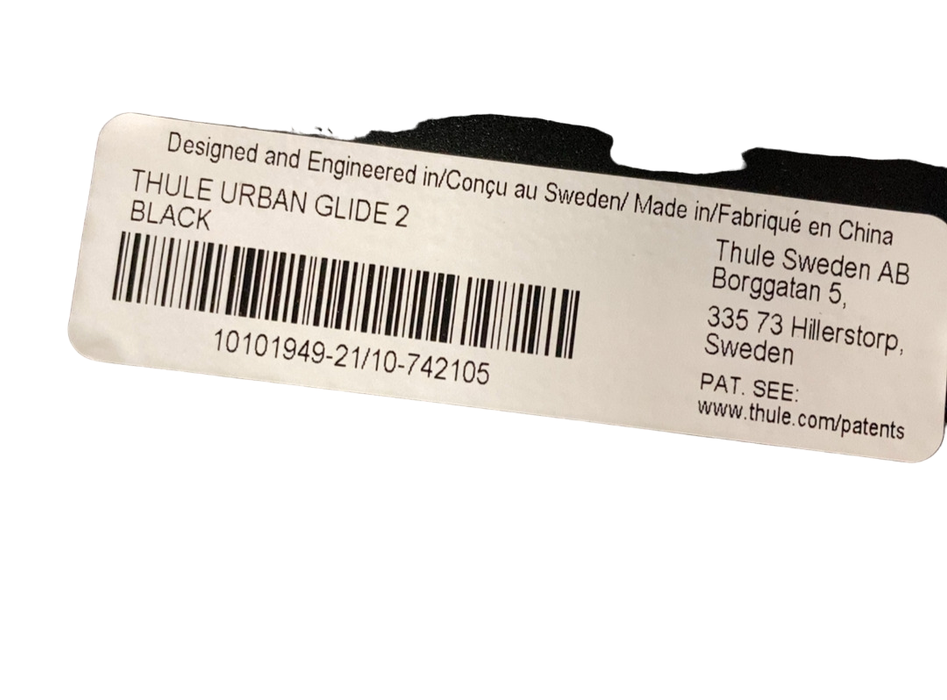 Designed and Engineered in/Conçu au Sweden/ Made in/Fabriqué en China
THULE URBAN GLIDE 2
BLACK
10101949-21/10-742105
Thule Sweden AB
Borggatan 5,
335 73 Hillerstorp,
Sweden
PAT. SEE:
www.thule.com/patents